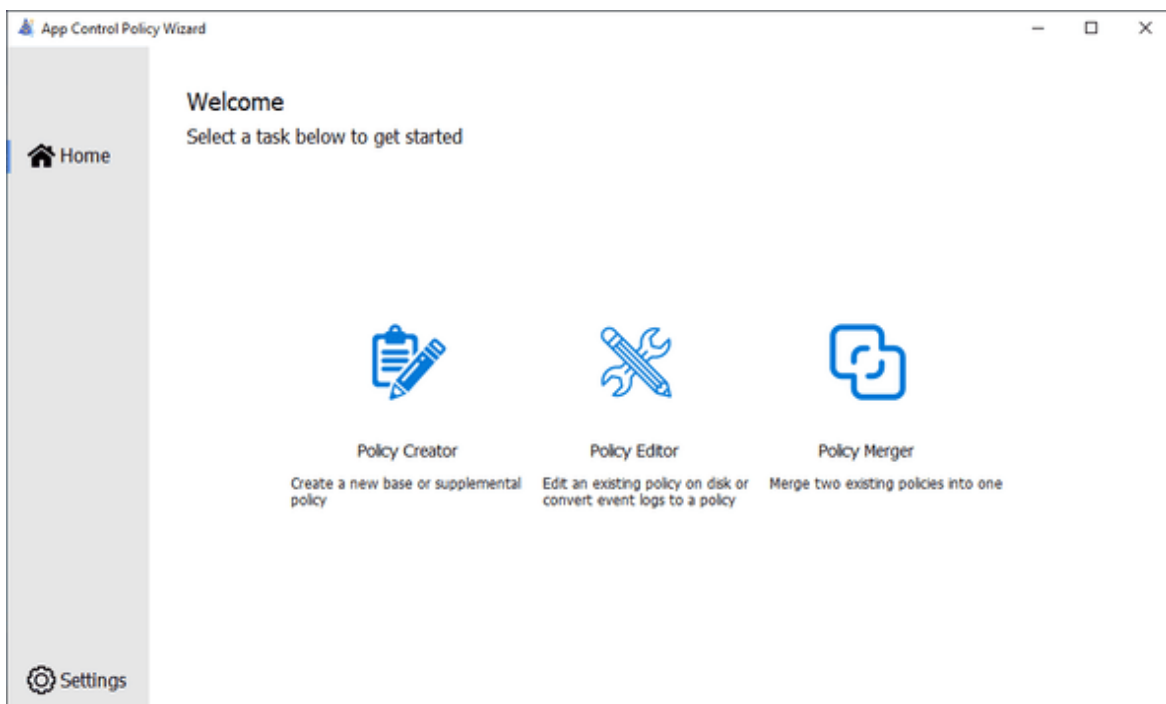 App Control Policy Wizard
Home
Welcome
Select a task below to get started
Policy Creator
Create a new base or supplemental
policy
Policy Editor
Edit an existing policy on disk or
convert event logs to a policy
Policy Merger
Merge two existing policies into one
Settings